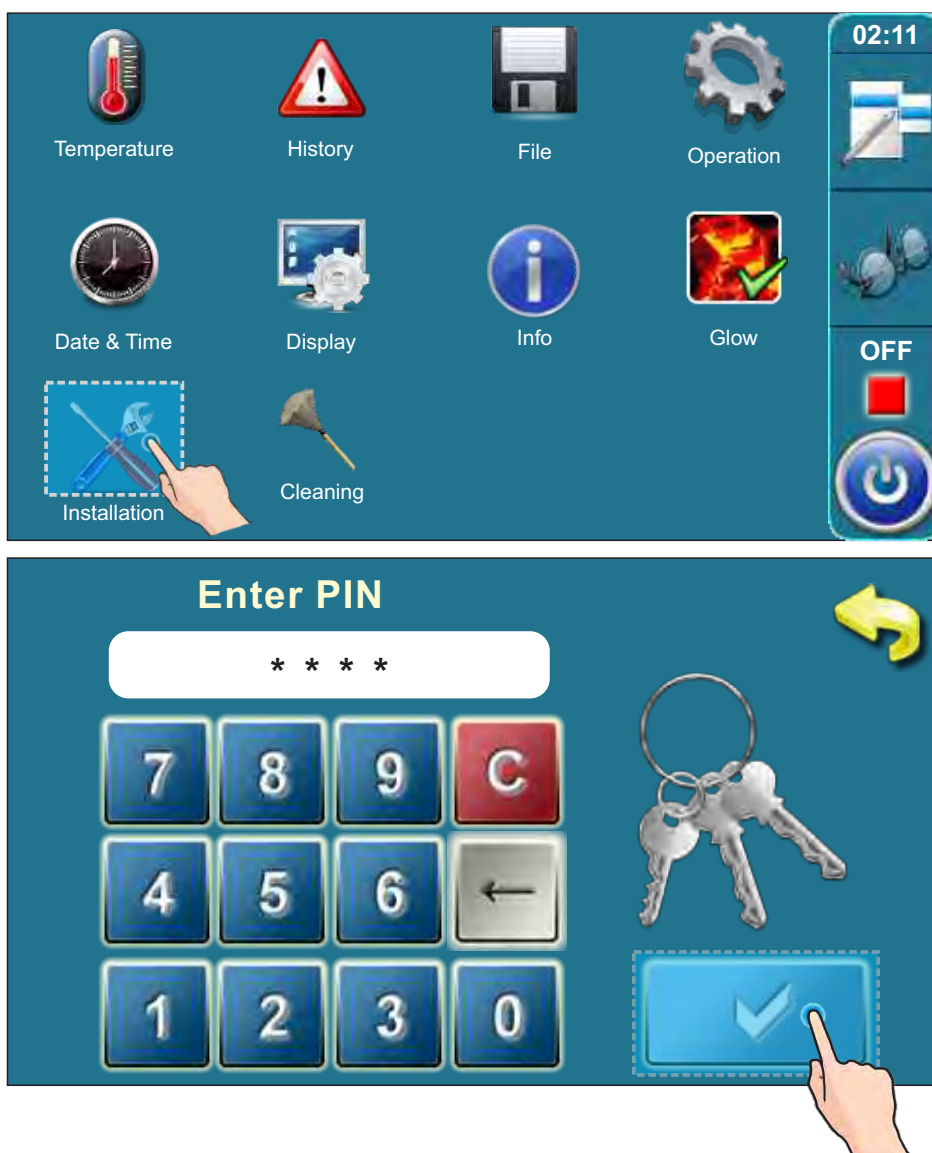 02:11
Temperature
History
File
Operation
Date & Time
Display
Info
Glow
OFF
Installation
Cleaning
Enter PIN
* * * *
7 8 9 C
4 5 6 ←
1 2 3 0